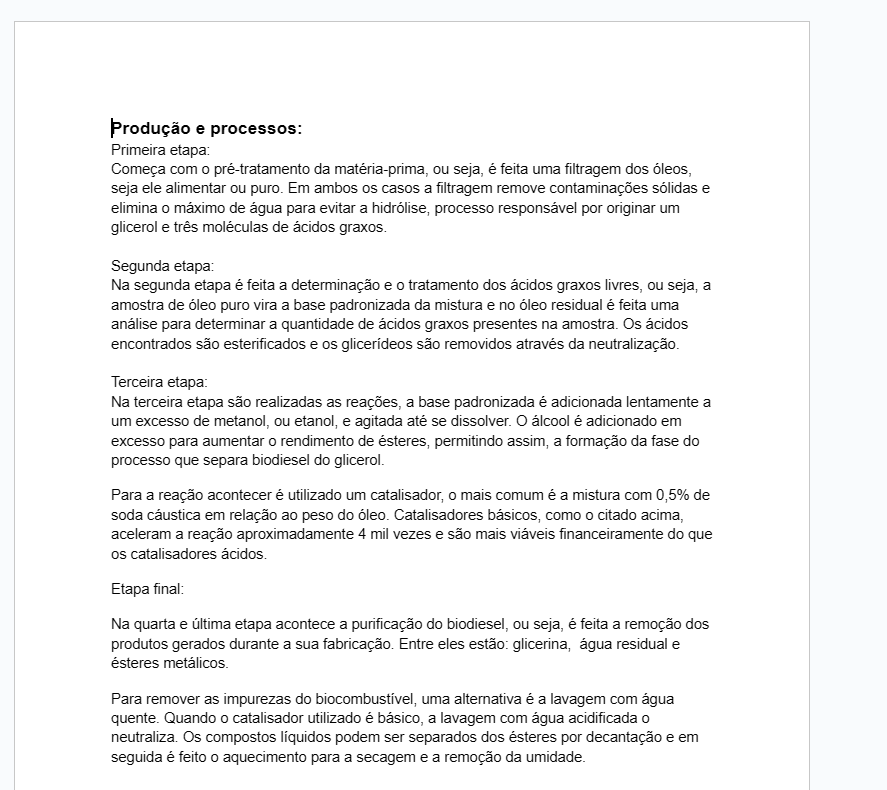 Produção e processos:
Primeira etapa:
Começa com o pré-tratamento da matéria-prima, ou seja, é feita uma filtragem dos óleos,
seja ele alimentar ou puro. Em ambos os casos a filtragem remove contaminações sólidas e
elimina o máximo de água para evitar a hidrólise, processo responsável por originar um
glicerol e três moléculas de ácidos graxos.
Segunda etapa:
Na segunda etapa é feita a determinação e o tratamento dos ácidos graxos livres, ou seja, a
amostra de óleo puro vira a base padronizada da mistura e no óleo residual é feita uma
análise para determinar a quantidade de ácidos graxos presentes na amostra. Os ácidos
encontrados são esterificados e os glicerídeos são removidos através da neutralização.
Terceira etapa:
Na terceira etapa são realizadas as reações, a base padronizada é adicionada lentamente a
um excesso de metanol, ou etanol, e agitada até se dissolver. O álcool é adicionado em
excesso para aumentar o rendimento de ésteres, permitindo assim, a formação da fase do
processo que separa biodiesel do glicerol.
Para a reação acontecer é utilizado um catalisador, o mais comum é a mistura com 0,5% de
soda cáustica em relação ao peso do óleo. Catalisadores básicos, como o citado acima,
aceleram a reação aproximadamente 4 mil vezes e são mais viáveis financeiramente do que
os catalisadores ácidos.
Etapa final:
Na quarta e última etapa acontece a purificação do biodiesel, ou seja, é feita a remoção dos
produtos gerados durante a sua fabricação. Entre eles estão: glicerina,  água residual e
ésteres metálicos.
Para remover as impurezas do biocombustível, uma alternativa é a lavagem com água
quente. Quando o catalisador utilizado é básico, a lavagem com água acidificada o
neutraliza. Os compostos líquidos podem ser separados dos ésteres por decantação e em
seguida é feito o aquecimento para a secagem e a remoção da umidade.